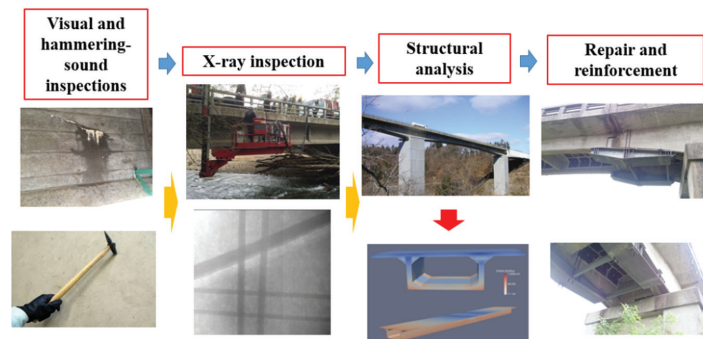 Visual and
hammering-
sound
inspections
X-ray inspection
Structural
analysis
Repair and
reinforcement